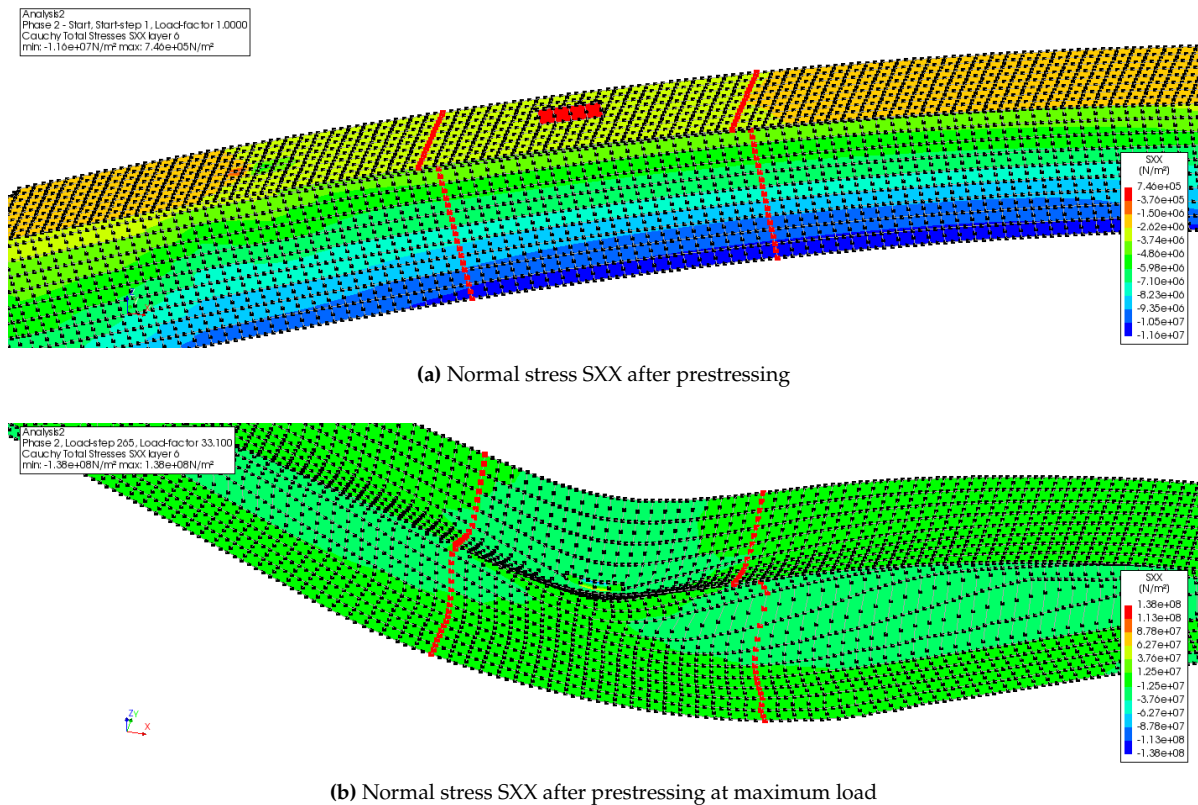 Analysis2
Phase 2 - Start, Start-step 1, Load-factor 1.0000
Cauchy Total Stresses SXX layer 6
min: -1.16e+07N/m² max: 7.46e+05N/m²
SXX
(N/m²)
7.46e+05
-3.76e+05
-1.50e+06
-2.62e+06
-3.74e+06
-4.86e+06
-5.98e+06
-7.10e+06
-8.23e+06
-9.35e+06
-1.05e+07
-1.16e+07
(a) Normal stress SXX after prestressing
Analysis2
Phase 2, Load-step 265, Load-factor 33.100
Cauchy Total Stresses SXX layer 6
min: -1.38e+08N/m² max: 1.38e+08N/m²
SXX
(N/m²)
1.38e+08
1.13e+08
8.78e+07
6.27e+07
3.76e+07
1.25e+07
-1.25e+07
-3.76e+07
-6.27e+07
-8.78e+07
-1.13e+08
-1.38e+08
Z Y
X
(b) Normal stress SXX after prestressing at maximum load